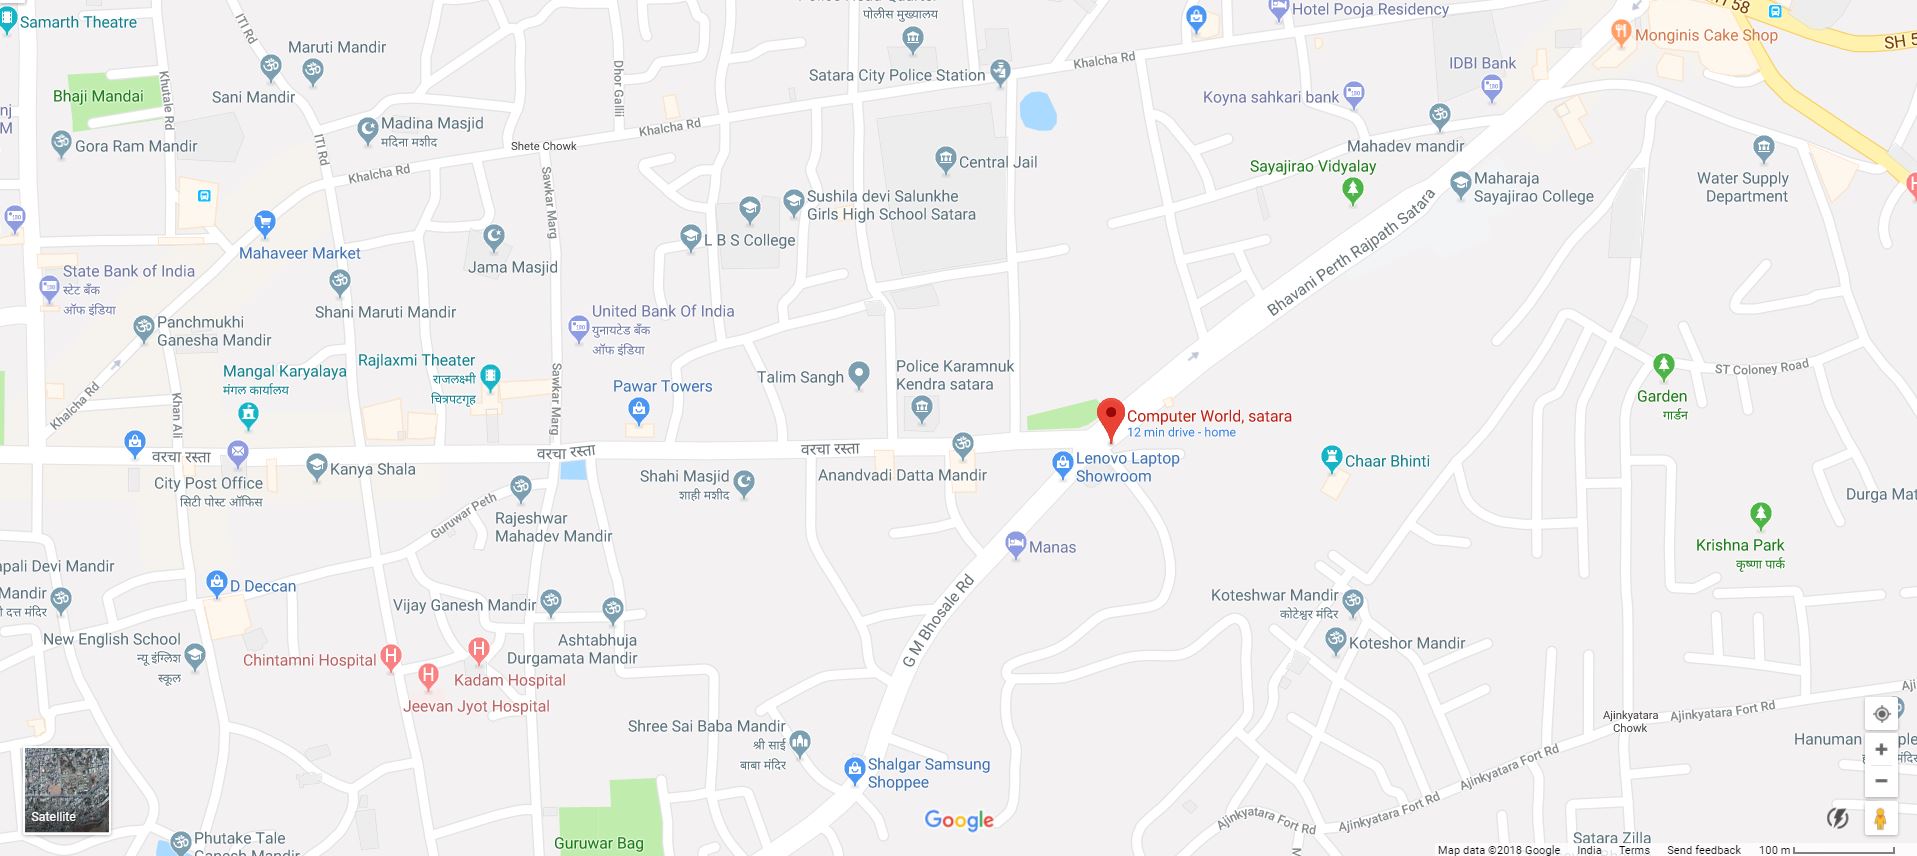 Samarth Theatre
ITI Rd
Maruti Mandir
Sani Mandir
Bhaji Mandai
Khutale Rd
Gora Ram Mandir
ITI Rd
Madina Masjid
मदिना मशीद
Khalcha Rd
Shete Chowk
Dhor Gallii
Khalcha Rd
पोलीस मुख्यालय
Satara City Police Station
Khalcha Rd
Hotel Pooja Residency
SH 58
SH 5
Monginis Cake Shop
IDBI Bank
Koyna sahkari bank
Mahadev mandir
Sayajirao Vidyalay
Maharaja
Sayajirao College
Water Supply
Department
Central Jail
Sushila devi Salunkhe
Girls High School Satara
L B S College
Sawkar Marg
Jama Masjid
Mahaveer Market
State Bank of India
स्टेट बँक
ऑफ इंडिया
Shani Maruti Mandir
Panchmukhi
Ganesha Mandir
United Bank Of India
युनायटेड बँक
ऑफ इंडिया
Bhavani Perth Rajpath Satara
Rajlaxmi Theater
राजलक्ष्मी
चित्रपटगृह
Mangal Karyalaya
मंगल कार्यालय
Khalcha Rd
Khan Ali
Sawkar Marg
Pawar Towers
Talim Sangh
Police Karamnuk
Kendra satara
Computer World, satara
12 min drive - home
ST Coloney Road
Garden
गार्डन
वरचा रस्ता
वरचा रस्ता
वरचा रस्ता
City Post Office
सिटी पोस्ट ऑफिस
Kanya Shala
Shahi Masjid
शाही मशीद
Anandvadi Datta Mandir
Lenovo Laptop
Showroom
Chaar Bhinti
Durga Mat
Guruwar Peth
Rajeshwar
Mahadev Mandir
Manas
Krishna Park
कृष्णा पार्क
apali Devi Mandir
Mandir
दत्त मंदिर
D Deccan
Vijay Ganesh Mandir
G M Bhosale Rd
Koteshwar Mandir
कोटेश्वर मंदिर
Koteshor Mandir
New English School
न्यू इंग्लिश
स्कूल
Ashtabhuja
Durgamata Mandir
Chintamni Hospital
Kadam Hospital
Jeevan Jyot Hospital
Shree Sai Baba Mandir
श्री साई
बाबा मंदिर
Shalgar Samsung
Shoppee
Ajinkyatara
Chowk
Ajinkyatara Fort Rd
Aji
Hanuman
ple
Ajinkyatara Fort Rd
Ajinkyatara Fort Rd
Ajinkyatara Fort Rd
Satellite
Google
Phutake Tale
Ganesh Mandir
Guruwar Bag
Satara Zilla
Map data ©2018 Google India Terms Send feedback 100 m